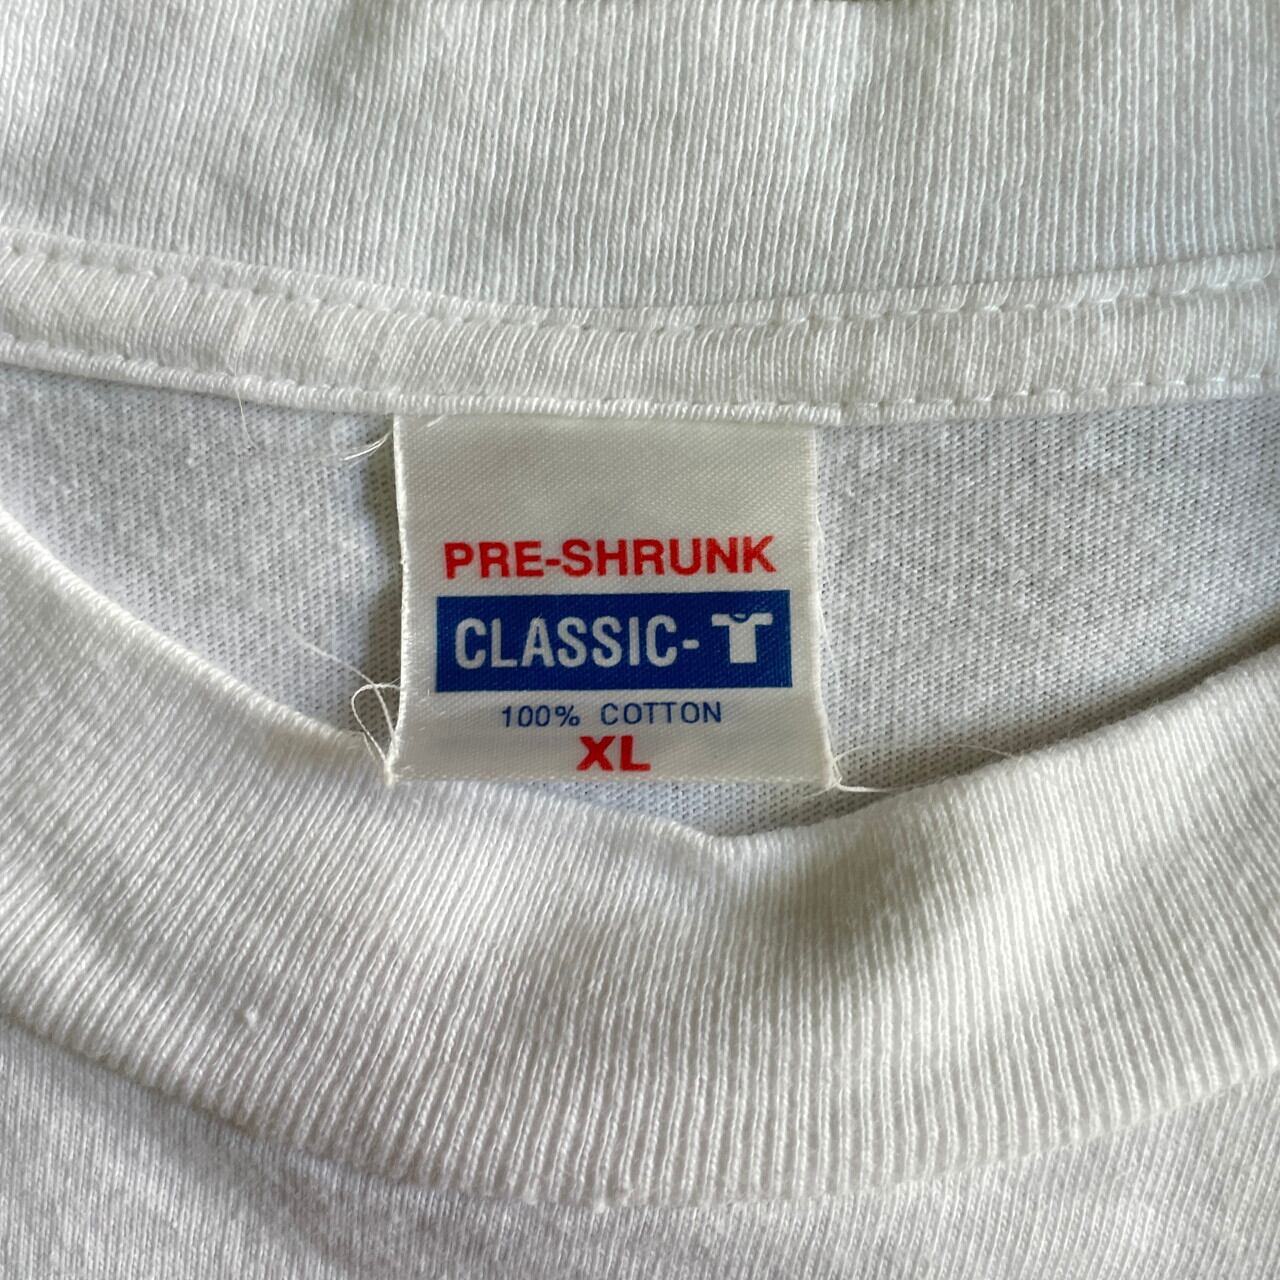 PRE-SHRUNK
CLASSIC-T
100% COTTON
XL